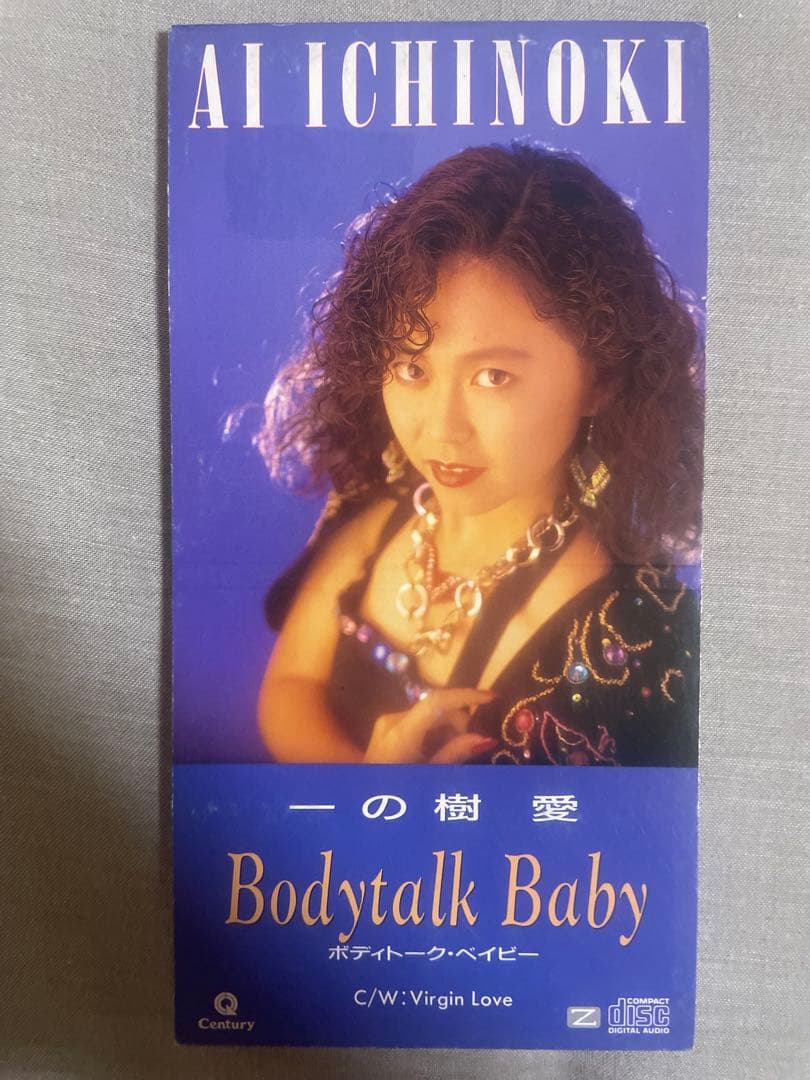 AI ICHINOKI
一の樹 愛
Bodytalk Baby
ボディトーク・ベイビー
C/W:Virgin Love
Q
Century
Z
COMPACT
disc
DIGITAL AUDIO